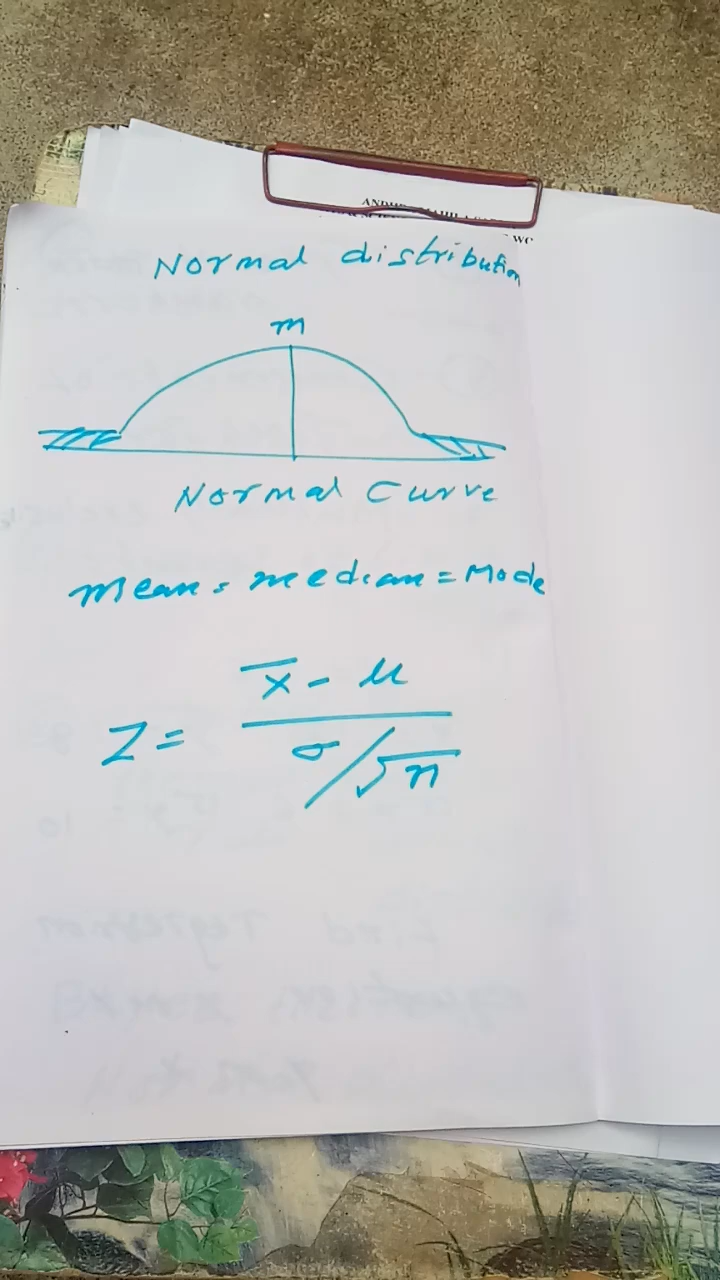 Normal distribution
m
Normal Curve
mean = median = Mode
Z = x̄ - μ / σ/√n